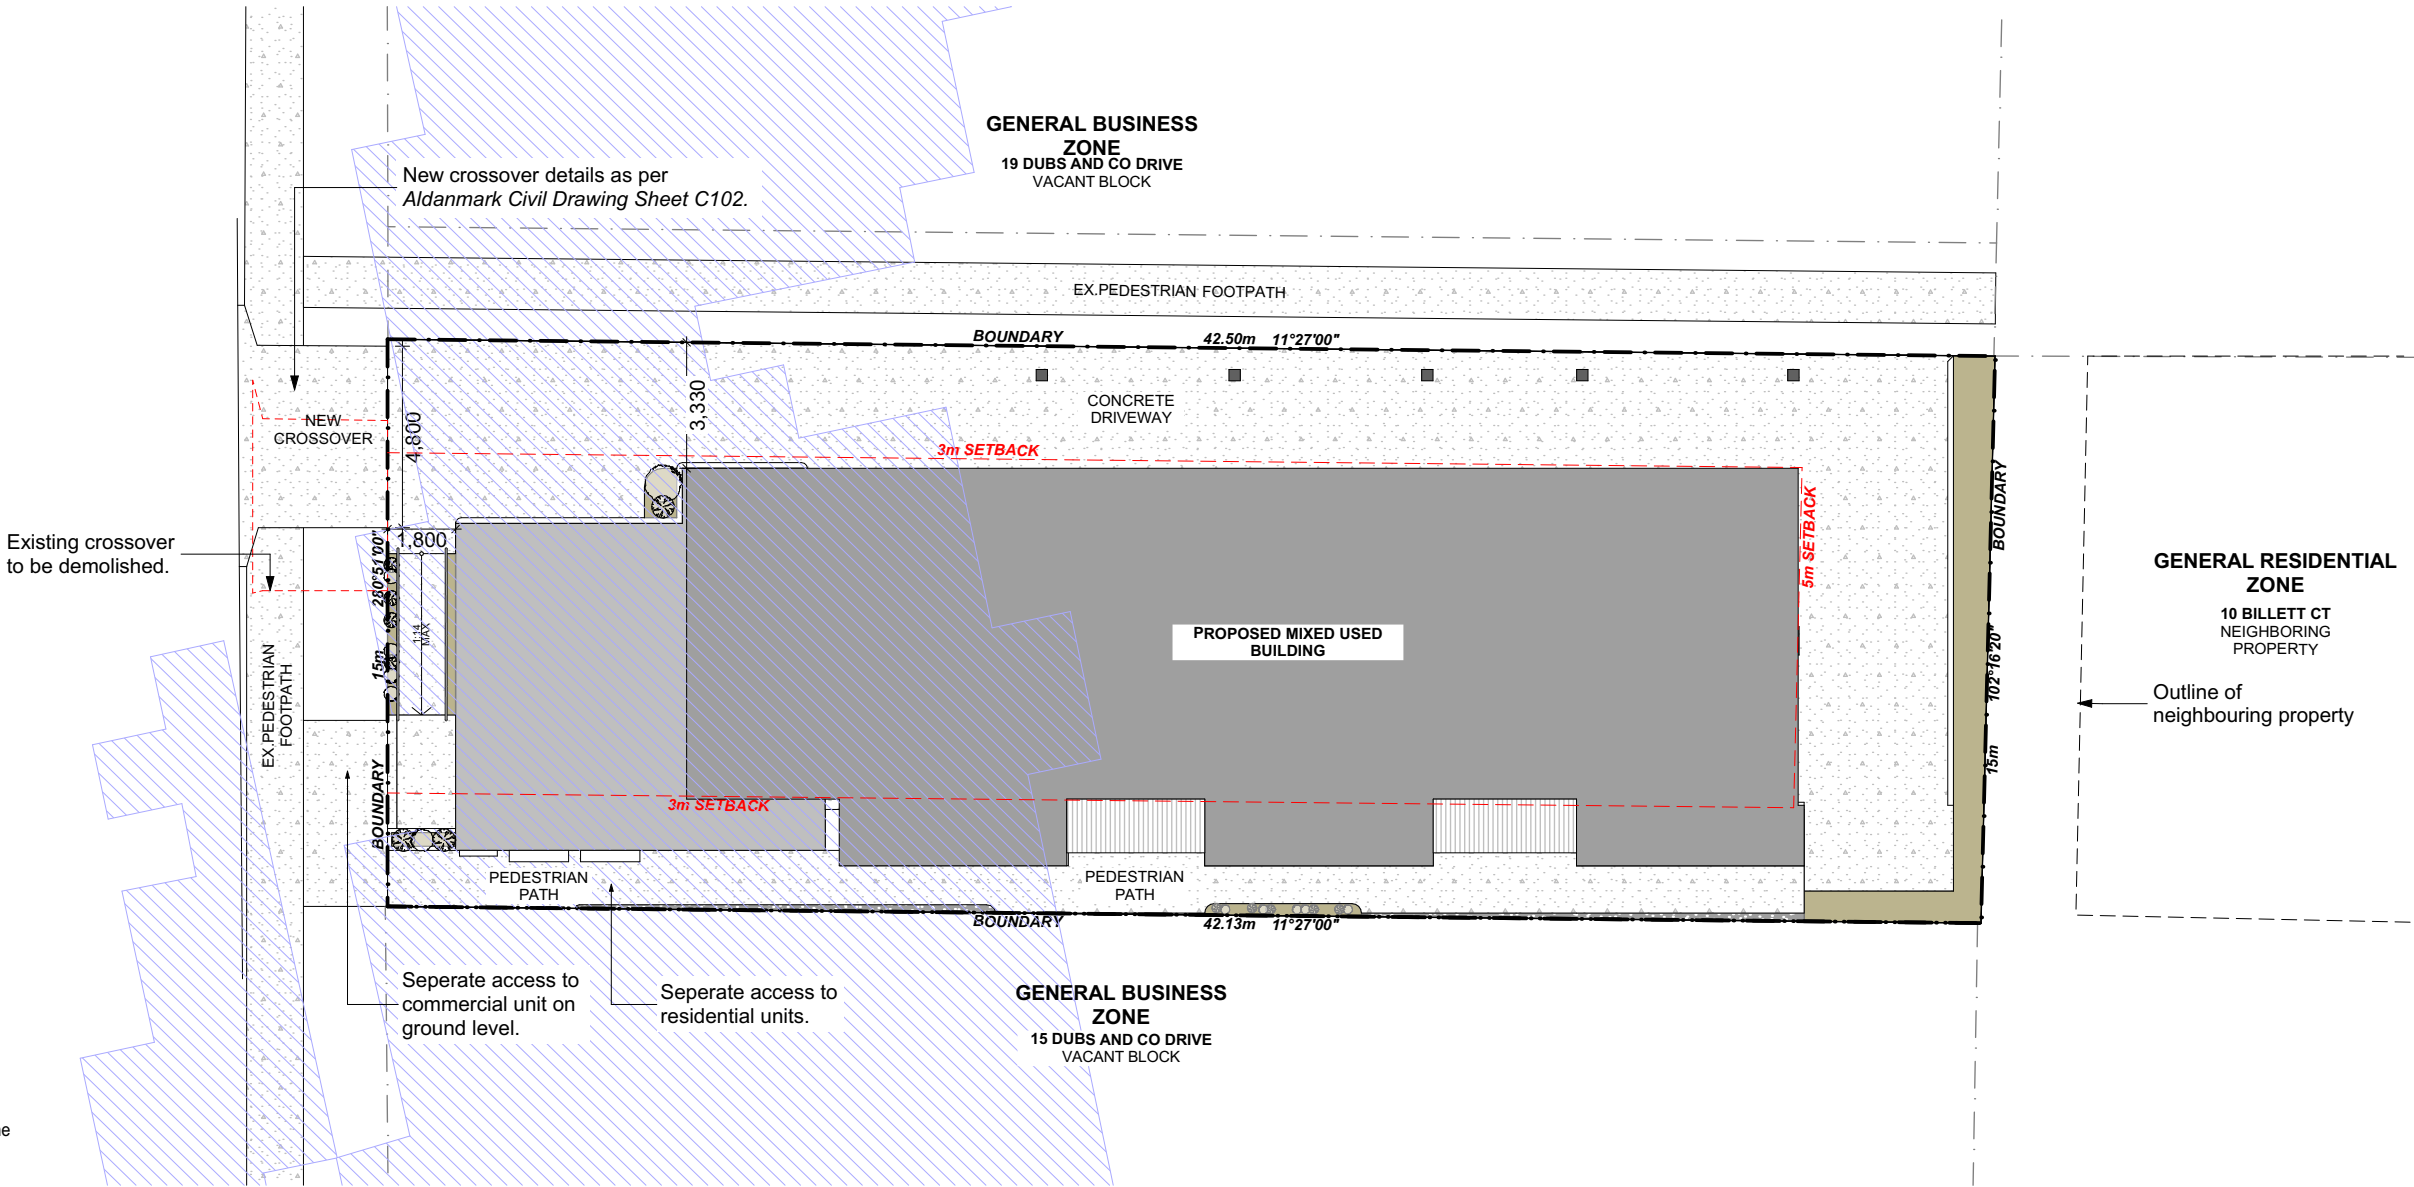 GENERAL BUSINESS
ZONE
19 DUBS AND CO DRIVE
VACANT BLOCK
New crossover details as per
Aldanmark Civil Drawing Sheet C102.
EX.PEDESTRIAN FOOTPATH
BOUNDARY
42.50m 11°27'00"
3,330
4,800
CONCRETE
DRIVEWAY
NEW
CROSSOVER
3m SETBACK
5m SETBACK
BOUNDARY
Existing crossover
to be demolished.
1,800
280°51'00"
1:14
MAX
15m
BOUNDARY
EX.PEDESTRIAN
FOOTPATH
PROPOSED MIXED USED
BUILDING
102°16'20"
15m
GENERAL RESIDENTIAL
ZONE
10 BILLETT CT
NEIGHBORING
PROPERTY
Outline of
neighbouring property
3m SETBACK
PEDESTRIAN
PATH
PEDESTRIAN
PATH
BOUNDARY
42.13m 11°27'00"
Seperate access to
commercial unit on
ground level.
Seperate access to
residential units.
GENERAL BUSINESS
ZONE
15 DUBS AND CO DRIVE
VACANT BLOCK